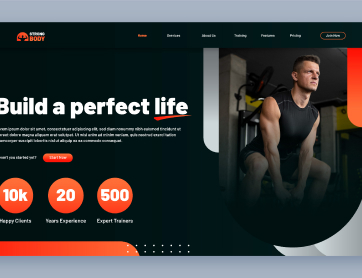 STRONG
BODY
Home
Services
About Us
Training
Features
Pricing
Join Now
Build a perfect life
Lorem ipsum dolor sit amet, consectetuer adipiscing elit, sed diam nonummy nibh euismod tincidunt ut
laoreet dolore magna aliquam erat volutpat. Ut wisi enim ad minim veniam, quis nostrud exerci tation
ullamcorper suscipit lobortis nisl ut aliquip ex ea commodo consequat.
you started yet?
Start Now
10k
20
500
Happy Clients
Years Experience
Expert Trainers